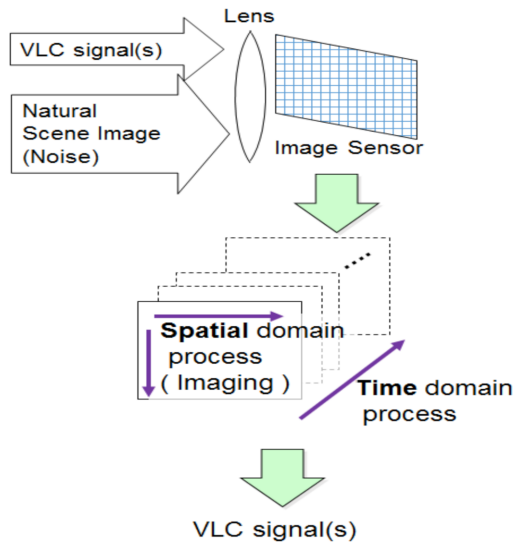 Lens
VLC signal(s)
Natural
Scene Image
(Noise)
Image Sensor
Spatial domain
process
( Imaging )
Time domain
process
VLC signal(s)